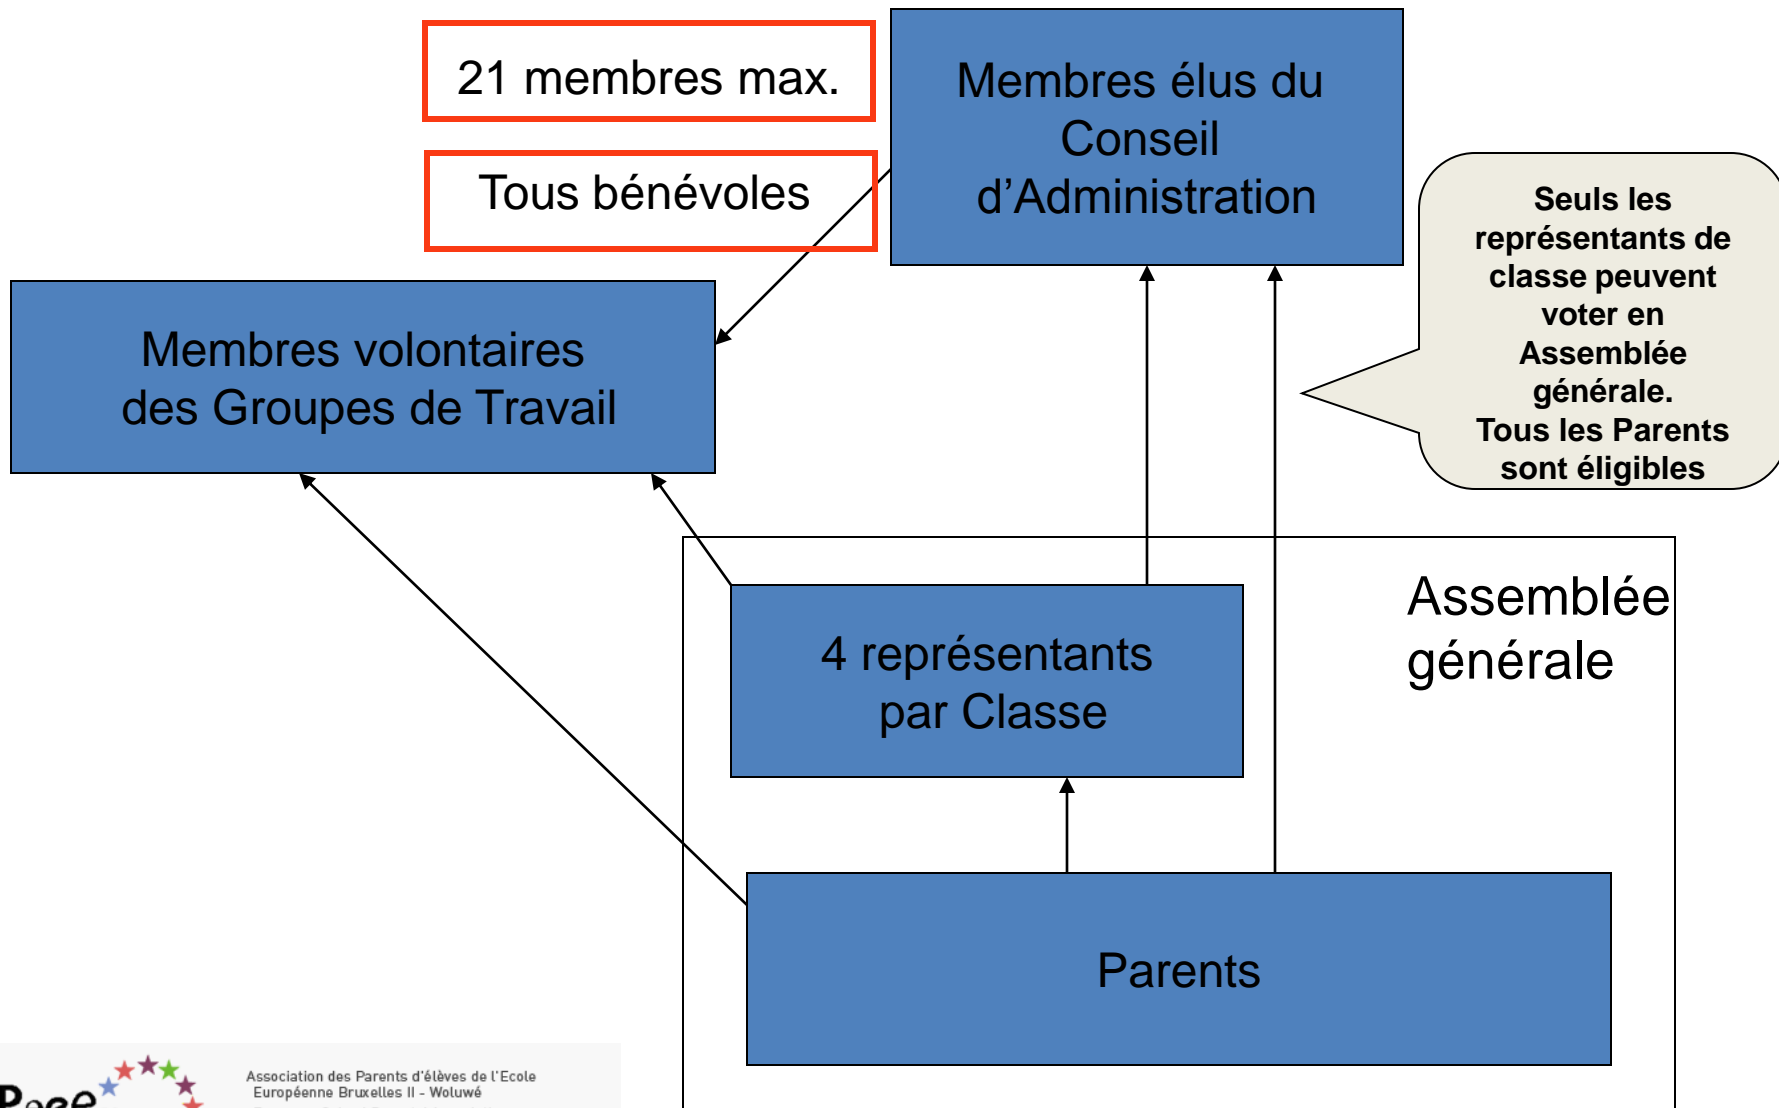 21 membres max.
Tous bénévoles
Membres élus du
Conseil
d’Administration
Seuls les
représentants de
classe peuvent
voter en
Assemblée
générale.
Tous les Parents
sont éligibles
Membres volontaires
des Groupes de Travail
Assemblée
générale
4 représentants
par Classe
Parents
Association des Parents d'élèves de l'Ecole
Européenne Bruxelles II - Woluwé